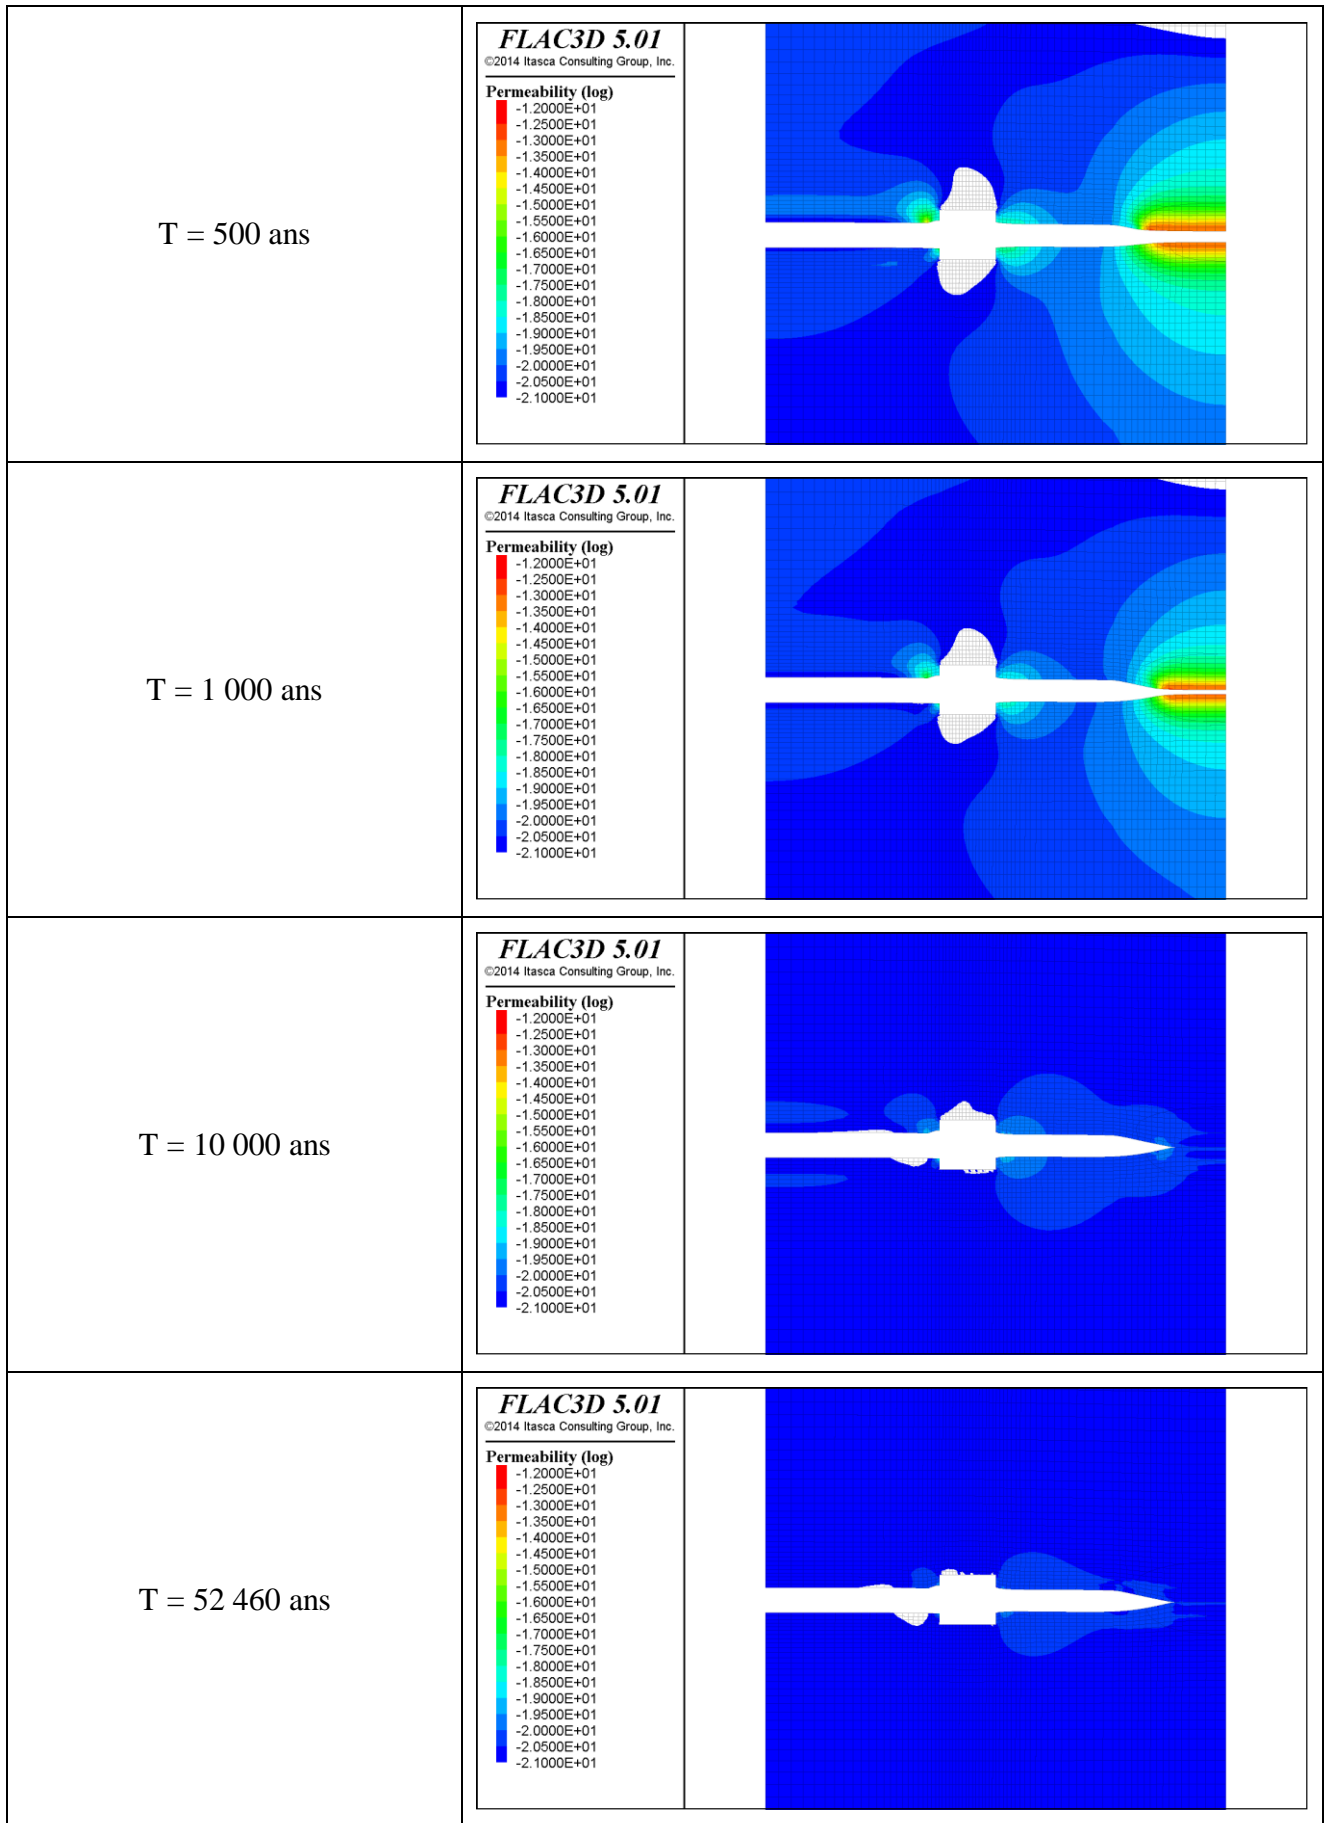 T = 500 ans
FLAC3D 5.01
©2014 Itasca Consulting Group, Inc.
Permeability (log)
-1.2000E+01
-1.2500E+01
-1.3000E+01
-1.3500E+01
-1.4000E+01
-1.4500E+01
-1.5000E+01
-1.5500E+01
-1.6000E+01
-1.6500E+01
-1.7000E+01
-1.7500E+01
-1.8000E+01
-1.8500E+01
-1.9000E+01
-1.9500E+01
-2.0000E+01
-2.0500E+01
-2.1000E+01
T = 1 000 ans
FLAC3D 5.01
©2014 Itasca Consulting Group, Inc.
Permeability (log)
-1.2000E+01
-1.2500E+01
-1.3000E+01
-1.3500E+01
-1.4000E+01
-1.4500E+01
-1.5000E+01
-1.5500E+01
-1.6000E+01
-1.6500E+01
-1.7000E+01
-1.7500E+01
-1.8000E+01
-1.8500E+01
-1.9000E+01
-1.9500E+01
-2.0000E+01
-2.0500E+01
-2.1000E+01
T = 10 000 ans
FLAC3D 5.01
©2014 Itasca Consulting Group, Inc.
Permeability (log)
-1.2000E+01
-1.2500E+01
-1.3000E+01
-1.3500E+01
-1.4000E+01
-1.4500E+01
-1.5000E+01
-1.5500E+01
-1.6000E+01
-1.6500E+01
-1.7000E+01
-1.7500E+01
-1.8000E+01
-1.8500E+01
-1.9000E+01
-1.9500E+01
-2.0000E+01
-2.0500E+01
-2.1000E+01
T = 52 460 ans
FLAC3D 5.01
©2014 Itasca Consulting Group, Inc.
Permeability (log)
-1.2000E+01
-1.2500E+01
-1.3000E+01
-1.3500E+01
-1.4000E+01
-1.4500E+01
-1.5000E+01
-1.5500E+01
-1.6000E+01
-1.6500E+01
-1.7000E+01
-1.7500E+01
-1.8000E+01
-1.8500E+01
-1.9000E+01
-1.9500E+01
-2.0000E+01
-2.0500E+01
-2.1000E+01